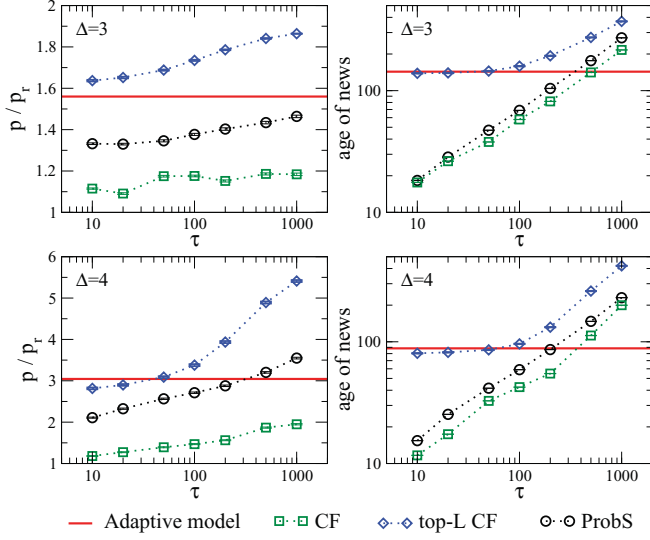 Δ=3
p / pr
2
1.8
1.6
1.4
1.2
1
10
100
1000
τ
Δ=3
age of news
100
10
10
100
1000
τ
Δ=4
p / pr
6
5
4
3
2
1
10
100
1000
τ
Δ=4
age of news
100
10
10
100
1000
τ
Adaptive model
CF
top-L CF
ProbS